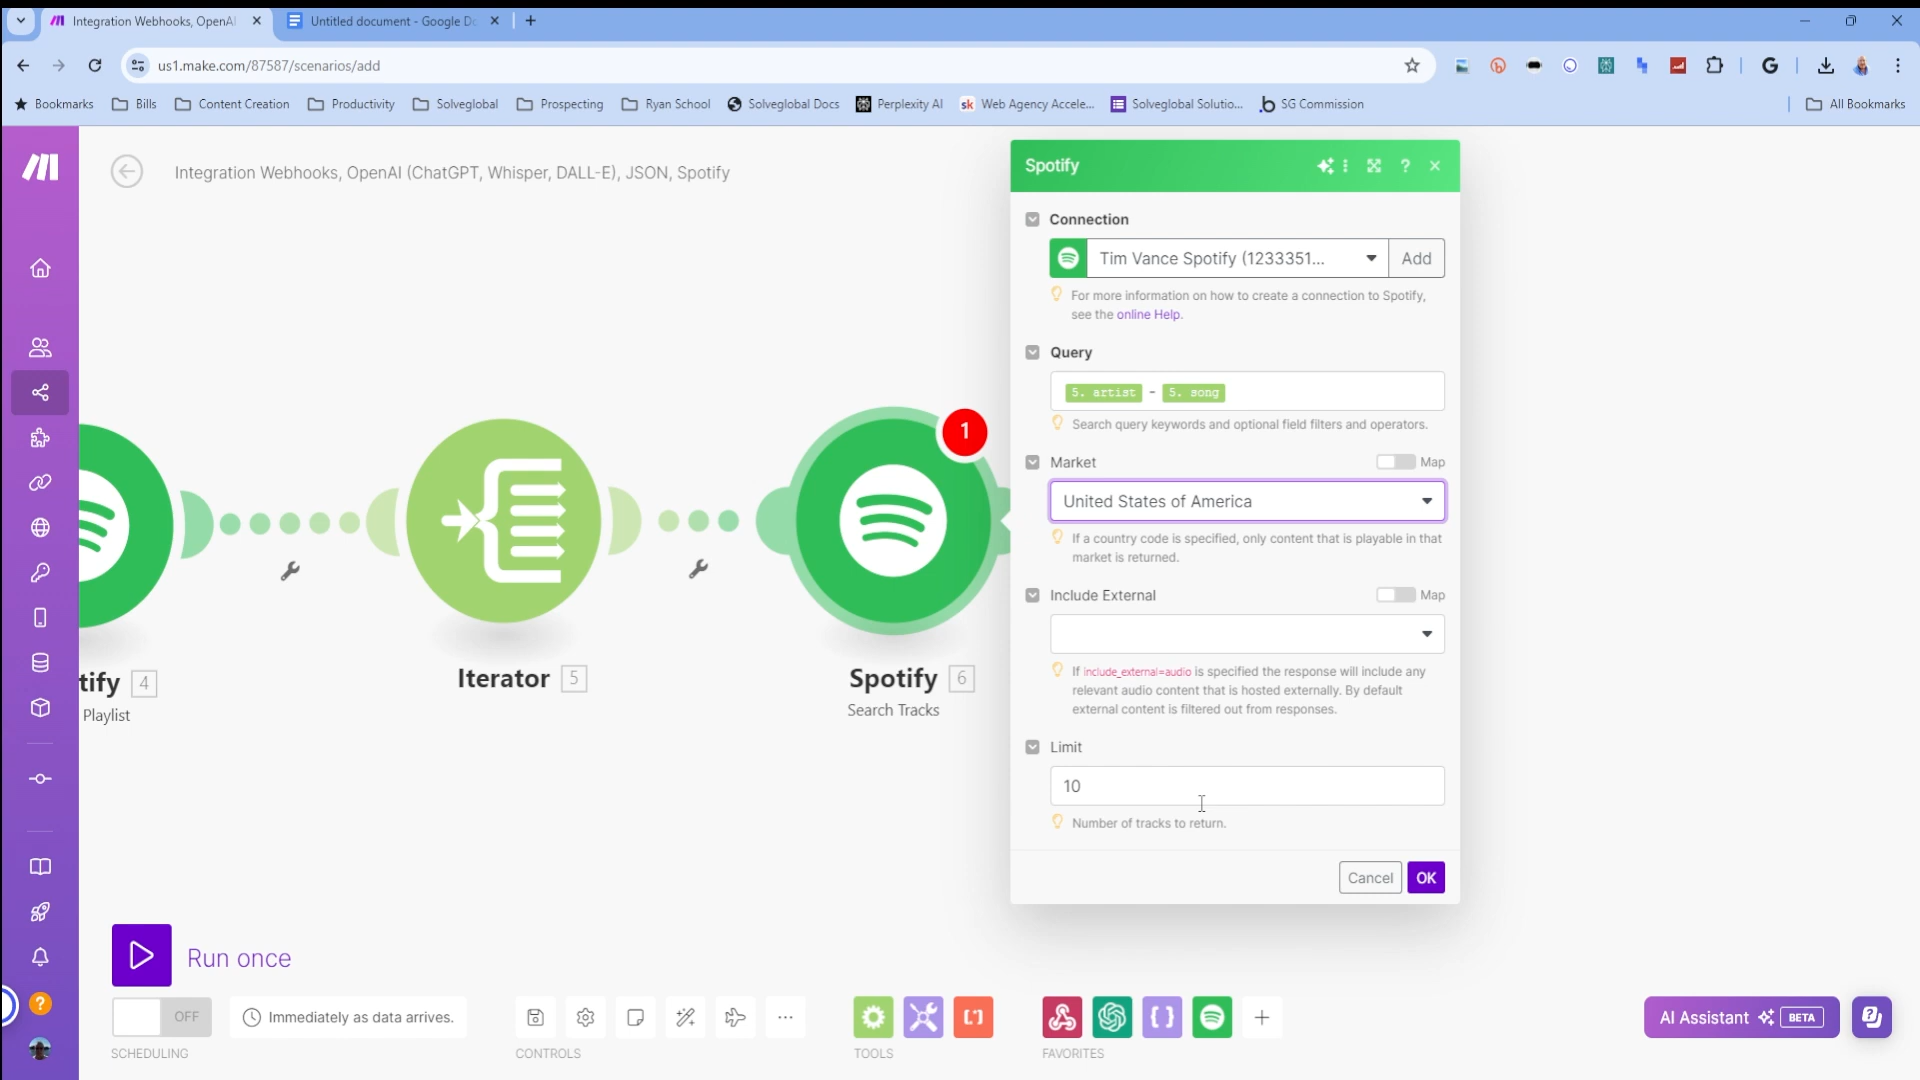 Integration Webhooks, OpenAI
Untitled document - Google Do
us1.make.com/87587/scenarios/add
Bookmarks
Bills
Content Creation
Productivity
Solveglobal
Prospecting
Ryan School
Solveglobal Docs
Perplexity AI
sk Web Agency Accele...
Solveglobal Solutio...
SG Commission
All Bookmarks
Integration Webhooks, OpenAI (ChatGPT, Whisper, DALL-E), JSON, Spotify
Spotify
?
Connection
Tim Vance Spotify (1233351...
Add
For more information on how to create a connection to Spotify,
see the online Help.
Query
5. artist - 5. song
Search query keywords and optional field filters and operators.
Market
Map
United States of America
If a country code is specified, only content that is playable in that
market is returned.
Include External
Map
If include_external=audio is specified the response will include any
relevant audio content that is hosted externally. By default
external content is filtered out from responses.
Limit
10
Number of tracks to return.
Cancel
OK
1
tify 4
Playlist
Iterator 5
Spotify 6
Search Tracks
Run once
OFF
Immediately as data arrives.
SCHEDULING
CONTROLS
TOOLS
FAVORITES
AI Assistant BETA